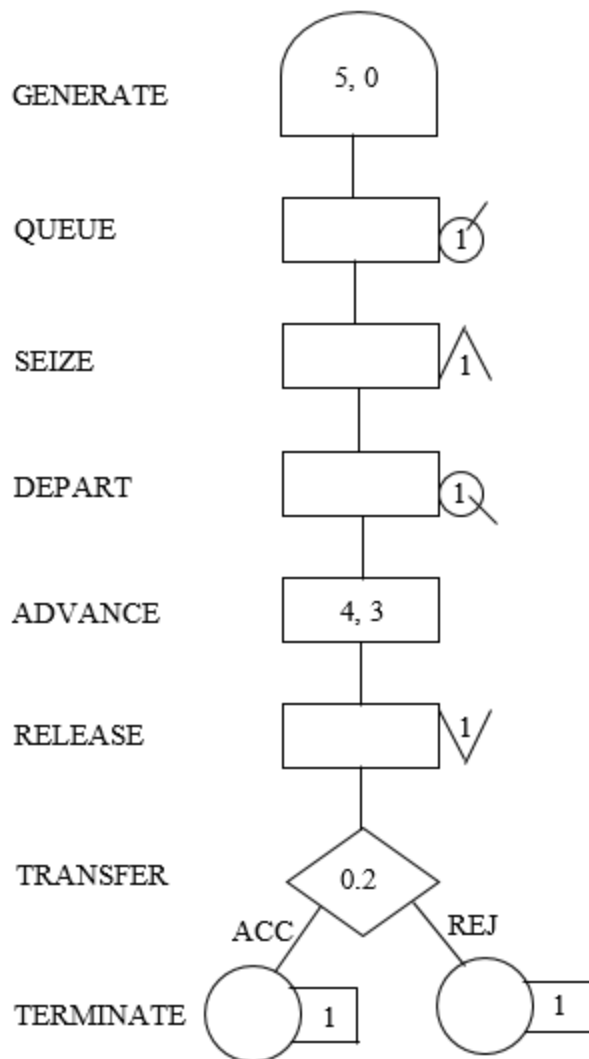 GENERATE 5, 0
QUEUE 1
SEIZE 1
DEPART 1
ADVANCE 4, 3
RELEASE 1
TRANSFER 0.2
ACC REJ
TERMINATE 1 1